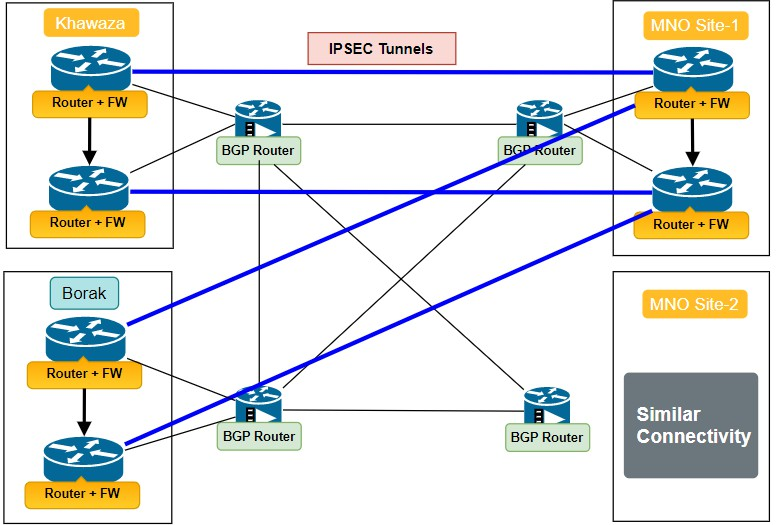 Khawaza
IPSEC Tunnels
MNO Site-1
Router + FW
Router + FW
BGP Router
BGP Router
Router + FW
Router + FW
Borak
MNO Site-2
Router + FW
Similar
Connectivity
BGP Router
BGP Router
Router + FW